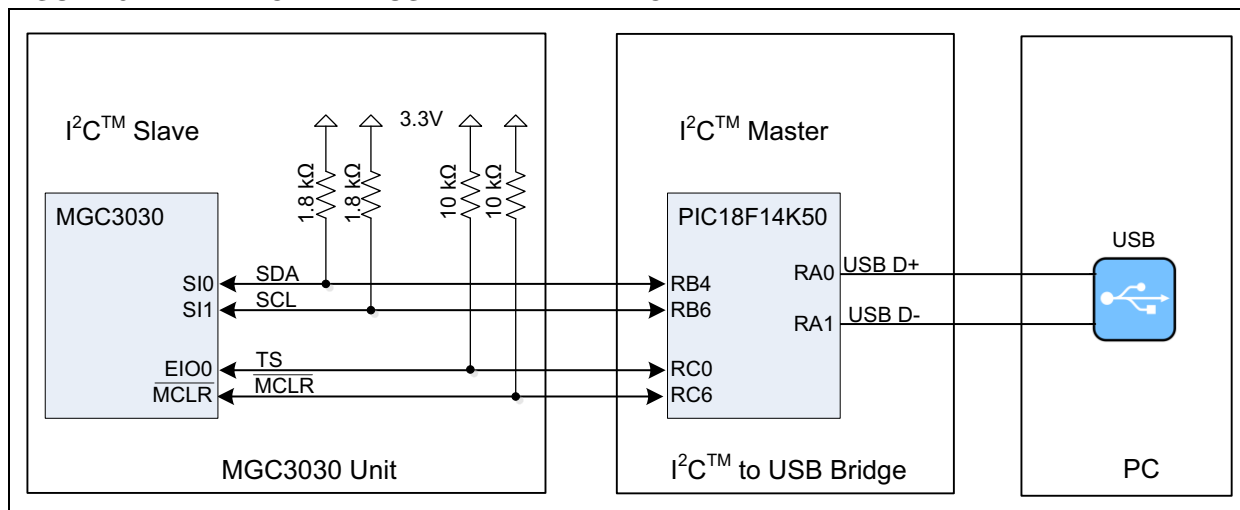 I²C™ Slave
3.3V
1.8 kΩ
1.8 kΩ
10 kΩ
10 kΩ
MGC3030
SI0
SDA
SI1
SCL
EIO0
TS
MCLR
MCLR
MGC3030 Unit
I²C™ Master
PIC18F14K50
RB4
RB6
RC0
RC6
RA0
USB D+
RA1
USB D-
I²C™ to USB Bridge
USB
PC